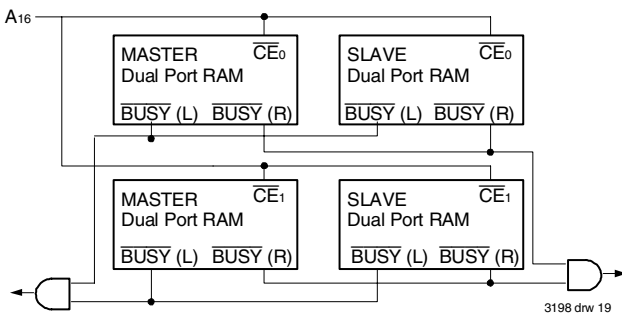 A16
MASTER CE0
Dual Port RAM
BUSY (L) BUSY (R)
SLAVE CE0
Dual Port RAM
BUSY (L) BUSY (R)
MASTER CE1
Dual Port RAM
BUSY (L) BUSY (R)
SLAVE CE1
Dual Port RAM
BUSY (L) BUSY (R)
3198 drw 19